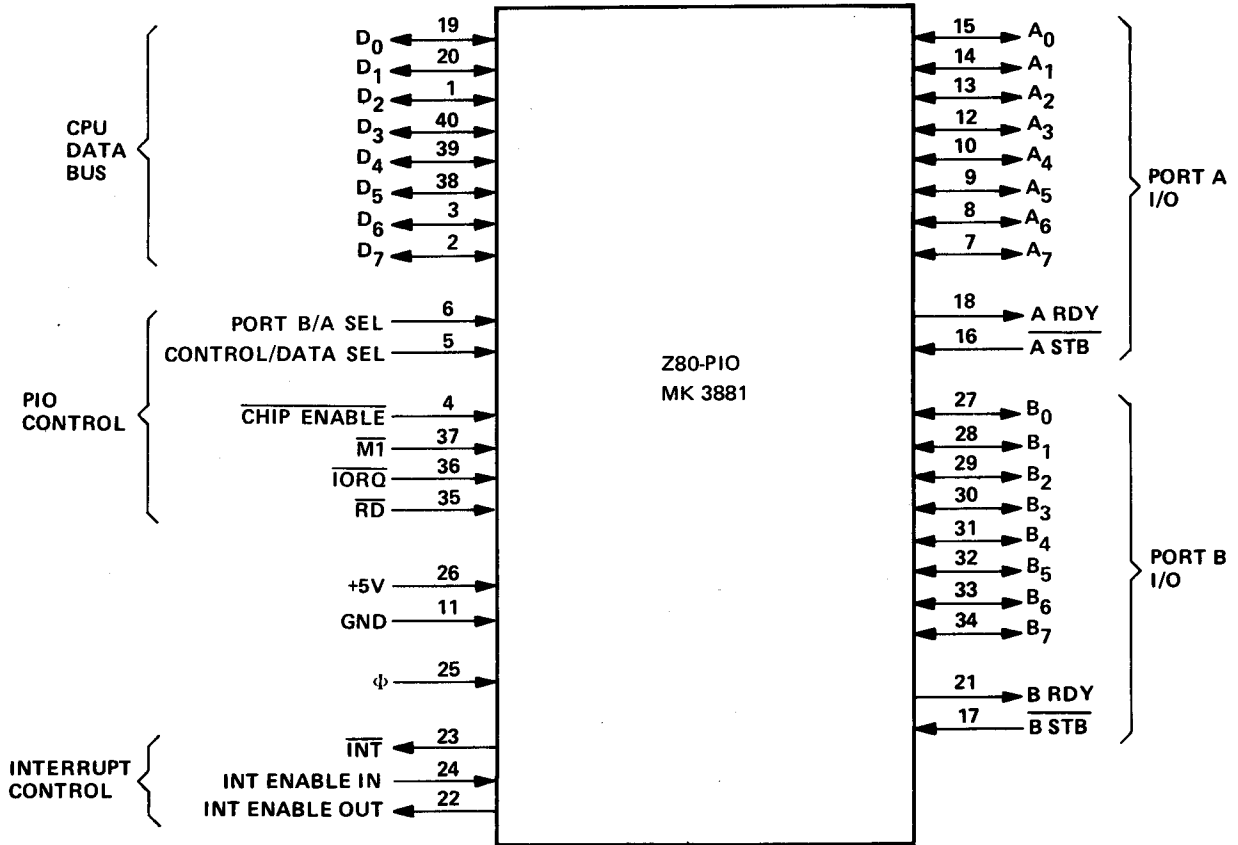 CPU
DATA
BUS
D0 19
D1 20
D2 1
D3 40
D4 39
D5 38
D6 3
D7 2
PIO
CONTROL
PORT B/A SEL 6
CONTROL/DATA SEL 5
CHIP ENABLE 4
M1 37
IORQ 36
RD 35
+5V 26
GND 11
Φ 25
INTERRUPT
CONTROL
INT 23
INT ENABLE IN 24
INT ENABLE OUT 22
Z80-PIO
MK 3881
15 A0
14 A1
13 A2
12 A3
10 A4
9 A5
8 A6
7 A7
18 A RDY
16 A STB
PORT A
I/O
27 B0
28 B1
29 B2
30 B3
31 B4
32 B5
33 B6
34 B7
21 B RDY
17 B STB
PORT B
I/O